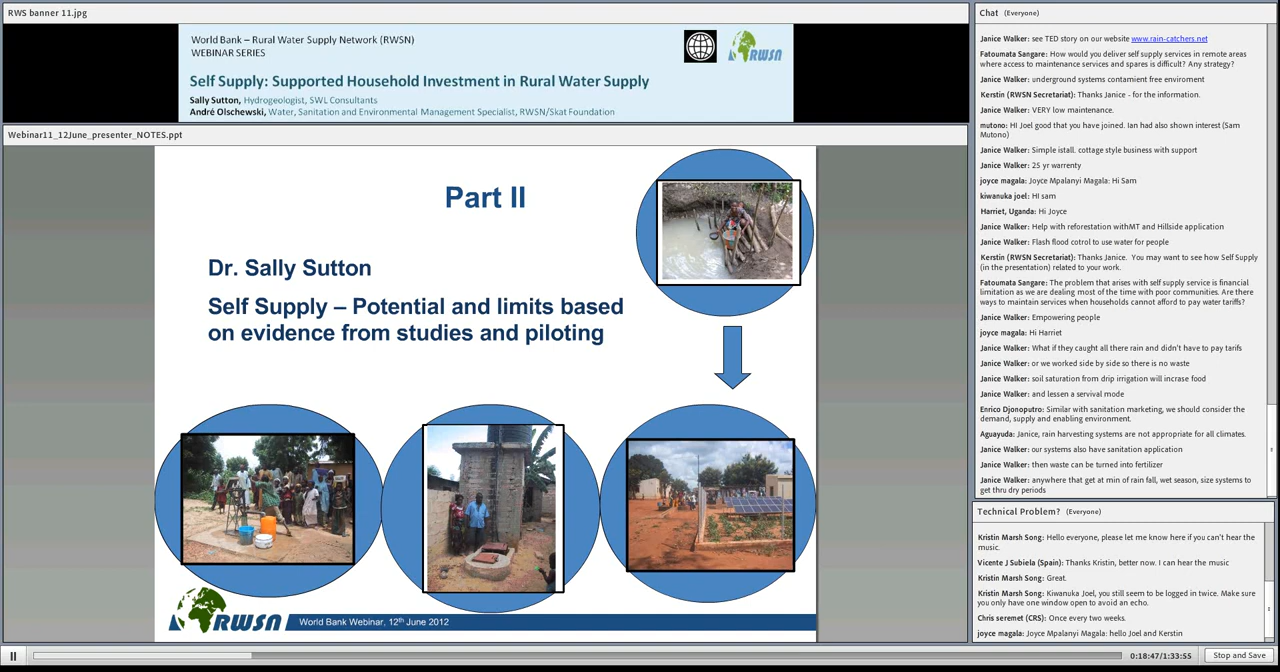 RWS banner 11.jpg
World Bank – Rural Water Supply Network (RWSN)
WEBINAR SERIES
RWSN
Self Supply: Supported Household Investment in Rural Water Supply
Sally Sutton, Hydrogeologist, SWL Consultants
André Olschewski, Water, Sanitation and Environmental Management Specialist, RWSN/Skat Foundation
Webinar11_12June_presenter_NOTES.ppt
Part II
Dr. Sally Sutton
Self Supply – Potential and limits based
on evidence from studies and piloting
RWSN
World Bank Webinar, 12th June 2012
Chat (Everyone)
Janice Walker: see TED story on our website www.rain-catchers.net
Fatoumata Sangare: How would you deliver self supply services in remote areas
where access to maintenance services and spares is difficult? Any strategy?
Janice Walker: underground systems contamient free enviroment
Kerstin (RWSN Secretariat): Thanks Janice - for the information.
Janice Walker: VERY low maintenance.
mutono: HI Joel good that you have joined. Ian had also shown interest (Sam
Mutono)
Janice Walker: Simple istall. cottage style business with support
Janice Walker: 25 yr warrenty
joyce magala: Joyce Mpalanyi Magala: Hi Sam
kiwanuka joel: HI sam
Harriet, Uganda: Hi Joyce
Janice Walker: Help with reforestation withMT and Hillside application
Janice Walker: Flash flood cotrol to use water for people
Kerstin (RWSN Secretariat): Thanks Janice. You may want to see how Self Supply
(in the presentation) related to your work.
Fatoumata Sangare: The problem that arises with self supply service is financial
limitation as we are dealing most of the time with poor communities. Are there
ways to maintain services when households cannot afford to pay water tariffs?
Janice Walker: Empowering people
joyce magala: Hi Harriet
Janice Walker: What if they caught all there rain and didn't have to pay tarifs
Janice Walker: or we worked side by side so there is no waste
Janice Walker: soil saturation from drip irrigation will incrase food
Janice Walker: and lessen a servival mode
Enrico Djonoputro: Similar with sanitation marketing, we should consider the
demand, supply and enabling environment.
Aguayuda: Janice, rain harvesting systems are not appropriate for all climates.
Janice Walker: our systems also have sanitation application
Janice Walker: then waste can be turned into fertilizer
Janice Walker: anywhere that get at min of rain fall, wet season, size systems to
get thru dry periods
Technical Problem? (Everyone)
Kristin Marsh Song: Hello everyone, please let me know here if you can't hear the
music.
Vicente J Subiela (Spain): Thanks Kristin, better now. I can hear the music
Kristin Marsh Song: Great.
Kristin Marsh Song: Kiwanuka Joel, you still seem to be logged in twice. Make sure
you only have one window open to avoid an echo.
Chris seremet (CRS): Once every two weeks.
joyce magala: Joyce Mpalanyi Magala: hello Joel and Kerstin
0:18:47/1:33:55
Stop and Save